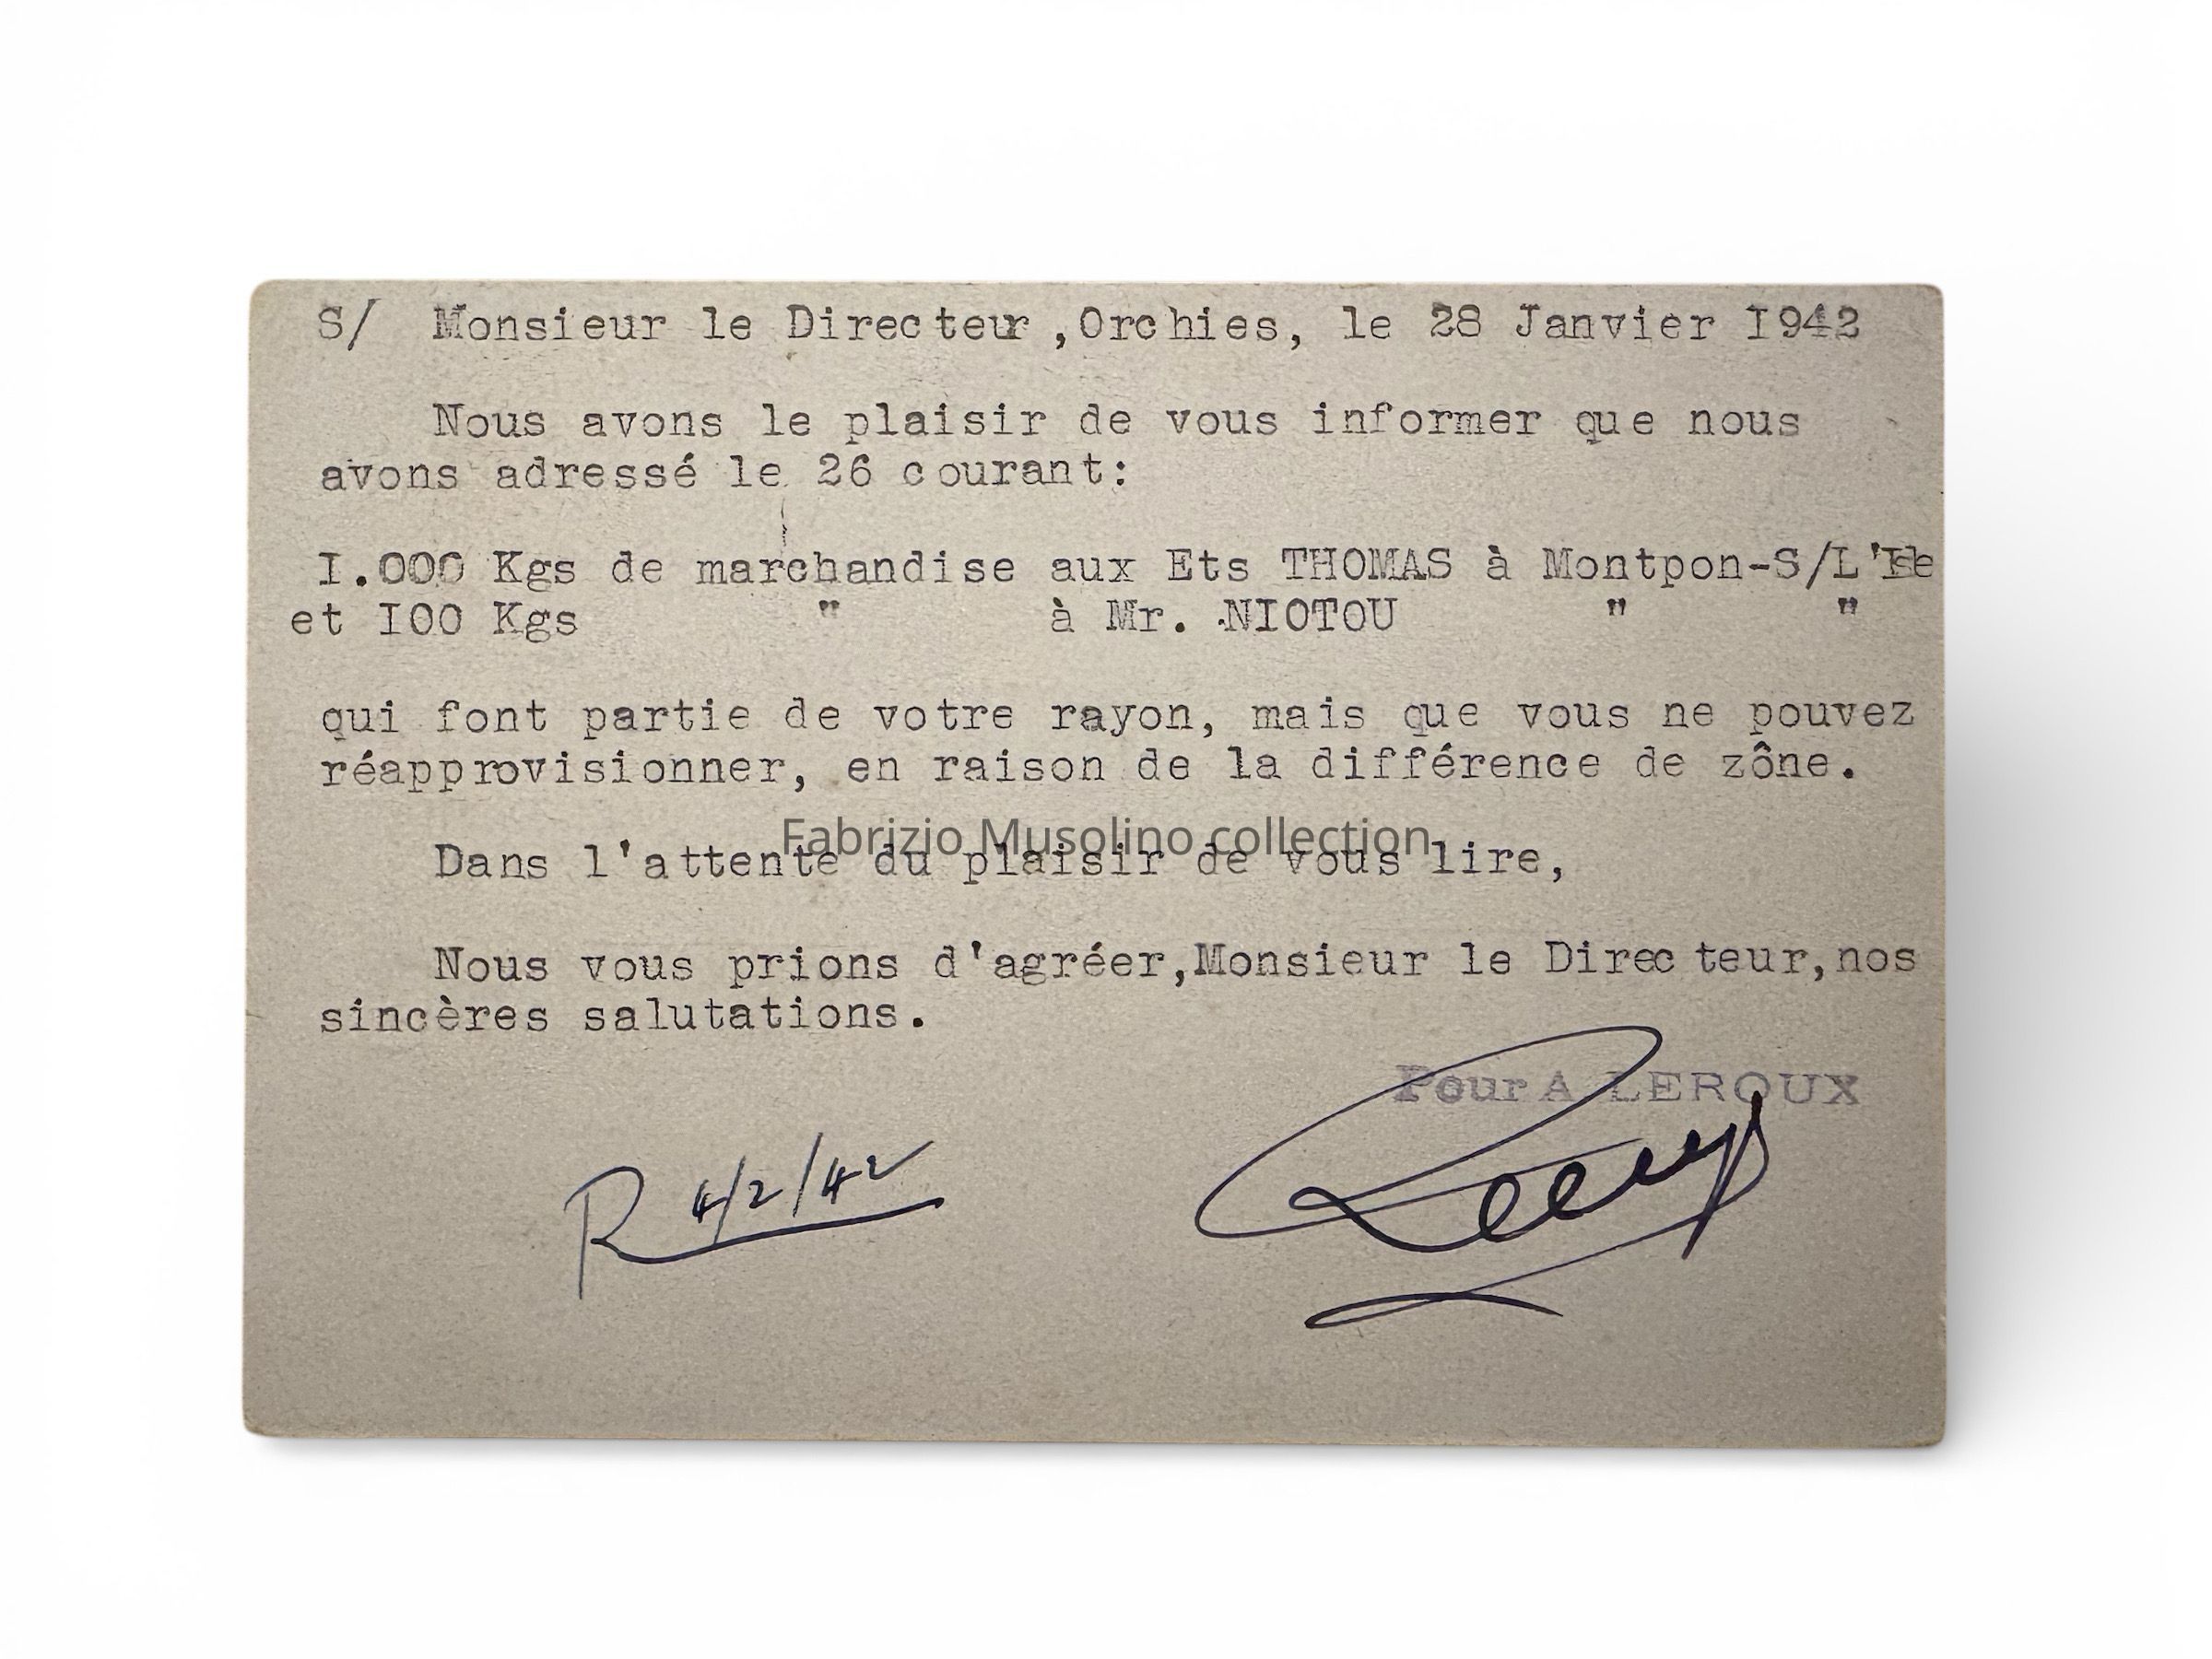 S/ Monsieur le Directeur ,Orchies, le 28 Janvier I942
Nous avons le plaisir de vous informer que nous
avons adressé le 26 courant:
I.000 Kgs de marchandise aux Ets THOMAS à Montpon-S/L'Isle
et I00 Kgs " à Mr. NIOTOU " "
qui font partie de votre rayon, mais que vous ne pouvez
réapprovisionner, en raison de la différence de zône.
Fabrizio Musolino collection
Dans l'attente du plaisir de vous lire,
Nous vous prions d'agréer,Monsieur le Directeur,nos
sincères salutations.
Pour A LEROUX
R 4/2/42